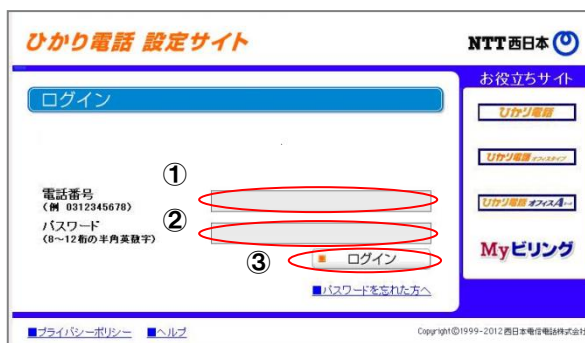 ひかり電話 設定サイト
NTT西日本
お役立ちサイト
ログイン
ひかり電話
ひかり電話 オフィスタイプ
ひかり電話 オフィスA
Myビリング
①
電話番号
(例 0312345678)
②
パスワード
(8~12桁の半角英数字)
③
ログイン
■パスワードを忘れた方へ
■プライバシーポリシー ■ヘルプ
Copyright©1999-2012 西日本電信電話株式会社